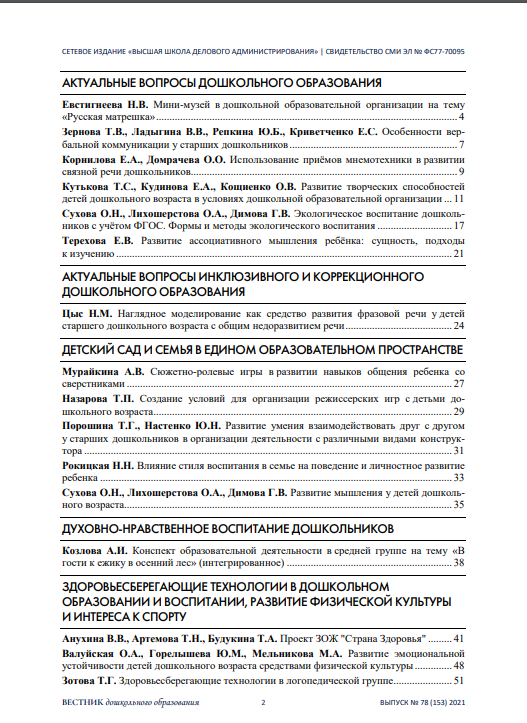 СЕТЕВОЕ ИЗДАНИЕ «ВЫСШАЯ ШКОЛА ДЕЛОВОГО АДМИНИСТРИРОВАНИЯ» | СВИДЕТЕЛЬСТВО СМИ ЭЛ № ФС77-70095
АКТУАЛЬНЫЕ ВОПРОСЫ ДОШКОЛЬНОГО ОБРАЗОВАНИЯ
Евстигнеева Н.В. Мини-музей в дошкольной образовательной организации на тему
«Русская матрешка» ... 4
Зернова Т.В., Ладыгина В.В., Репкина Ю.Б., Криветченко Е.С. Особенности вер-
бальной коммуникации у старших дошкольников ... 7
Корнилова Е.А., Домрачева О.О. Использование приёмов мнемотехники в развитии
связной речи дошкольников... 9
Кутькова Т.С., Кудинова Е.А., Кощиенко О.В. Развитие творческих способностей
детей дошкольного возраста в условиях дошкольной образовательной организации ... 11
Сухова О.Н., Лихошерстова О.А., Димова Г.В. Экологическое воспитание дошколь-
ников с учётом ФГОС. Формы и методы экологического воспитания ... 17
Терехова Е.В. Развитие ассоциативного мышления ребёнка: сущность, подходы
к изучению ... 21
АКТУАЛЬНЫЕ ВОПРОСЫ ИНКЛЮЗИВНОГО И КОРРЕКЦИОННОГО
ДОШКОЛЬНОГО ОБРАЗОВАНИЯ
Цыс Н.М. Наглядное моделирование как средство развития фразовой речи у детей
старшего дошкольного возраста с общим недоразвитием речи ... 24
ДЕТСКИЙ САД И СЕМЬЯ В ЕДИНОМ ОБРАЗОВАТЕЛЬНОМ ПРОСТРАНСТВЕ
Мурайкина А.В. Сюжетно-ролевые игры в развитии навыков общения ребенка со
сверстниками ... 27
Назарова Т.П. Создание условий для организации режиссерских игр с детьми до-
школьного возраста... 29
Порошина Т.Г., Настенко Ю.Н. Развитие умения взаимодействовать друг с другом
у старших дошкольников в организации деятельности с различными видами конструк-
тора ... 31
Рокицкая Н.Н. Влияние стиля воспитания в семье на поведение и личностное развитие
ребенка ... 33
Сухова О.Н., Лихошерстова О.А., Димова Г.В. Развитие мышления у детей дошколь-
ного возраста... 35
ДУХОВНО-НРАВСТВЕННОЕ ВОСПИТАНИЕ ДОШКОЛЬНИКОВ
Козлова А.И. Конспект образовательной деятельности в средней группе на тему «В
гости к ежику в осенний лес» (интегрированное) ... 38
ЗДОРОВЬЕСБЕРЕГАЮЩИЕ ТЕХНОЛОГИИ В ДОШКОЛЬНОМ
ОБРАЗОВАНИИ И ВОСПИТАНИИ, РАЗВИТИЕ ФИЗИЧЕСКОЙ КУЛЬТУРЫ
И ИНТЕРЕСА К СПОРТУ
Анухина В.В., Артемова Т.Н., Будукина Т.А. Проект ЗОЖ "Страна Здоровья" ... 41
Валуйская О.А., Горелышева Ю.М., Мельникова М.А. Развитие эмоциональной
устойчивости детей дошкольного возраста средствами физической культуры ... 48
Зотова Т.Г. Здоровьесберегающие технологии в логопедической группе... 51
ВЕСТНИК дошкольного образования 2 ВЫПУСК № 78 (153) 2021